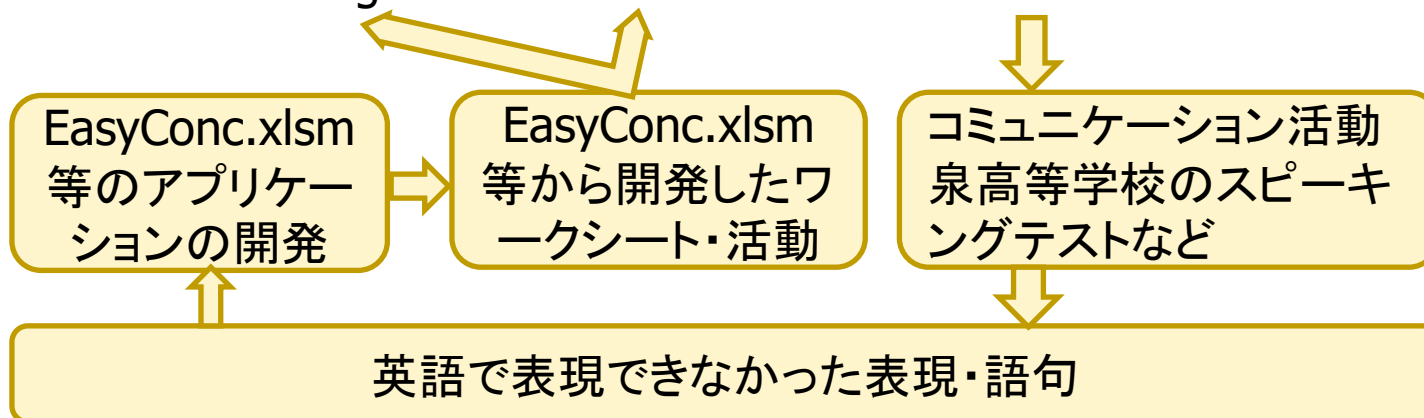 EasyConc.xlsm
等のアプリケー
ションの開発
EasyConc.xlsm
等から開発したワ
ークシート・活動
コミュニケーション活動
泉高等学校のスピーキ
ングテストなど
英語で表現できなかった表現・語句